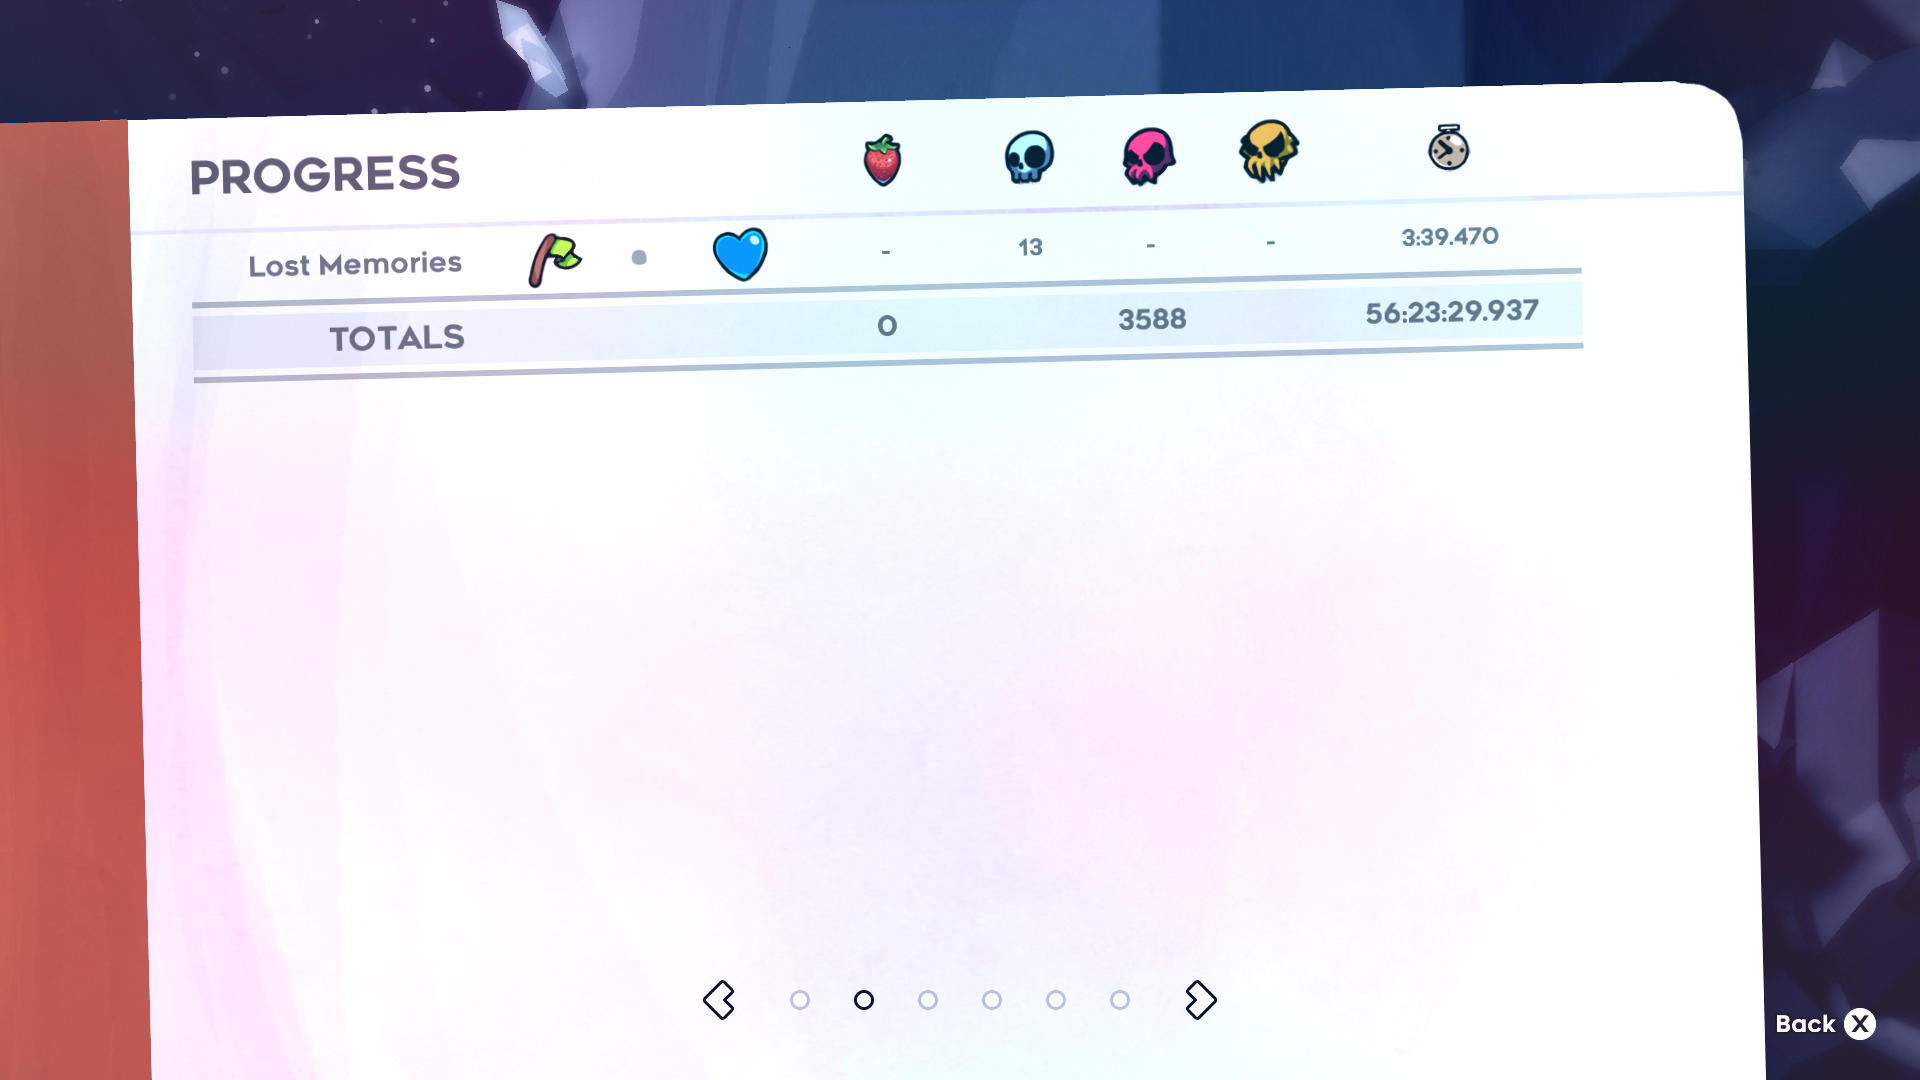 PROGRESS
Lost Memories - 13 - - 3:39.470
TOTALS 0 3588 56:23:29.937
Back X